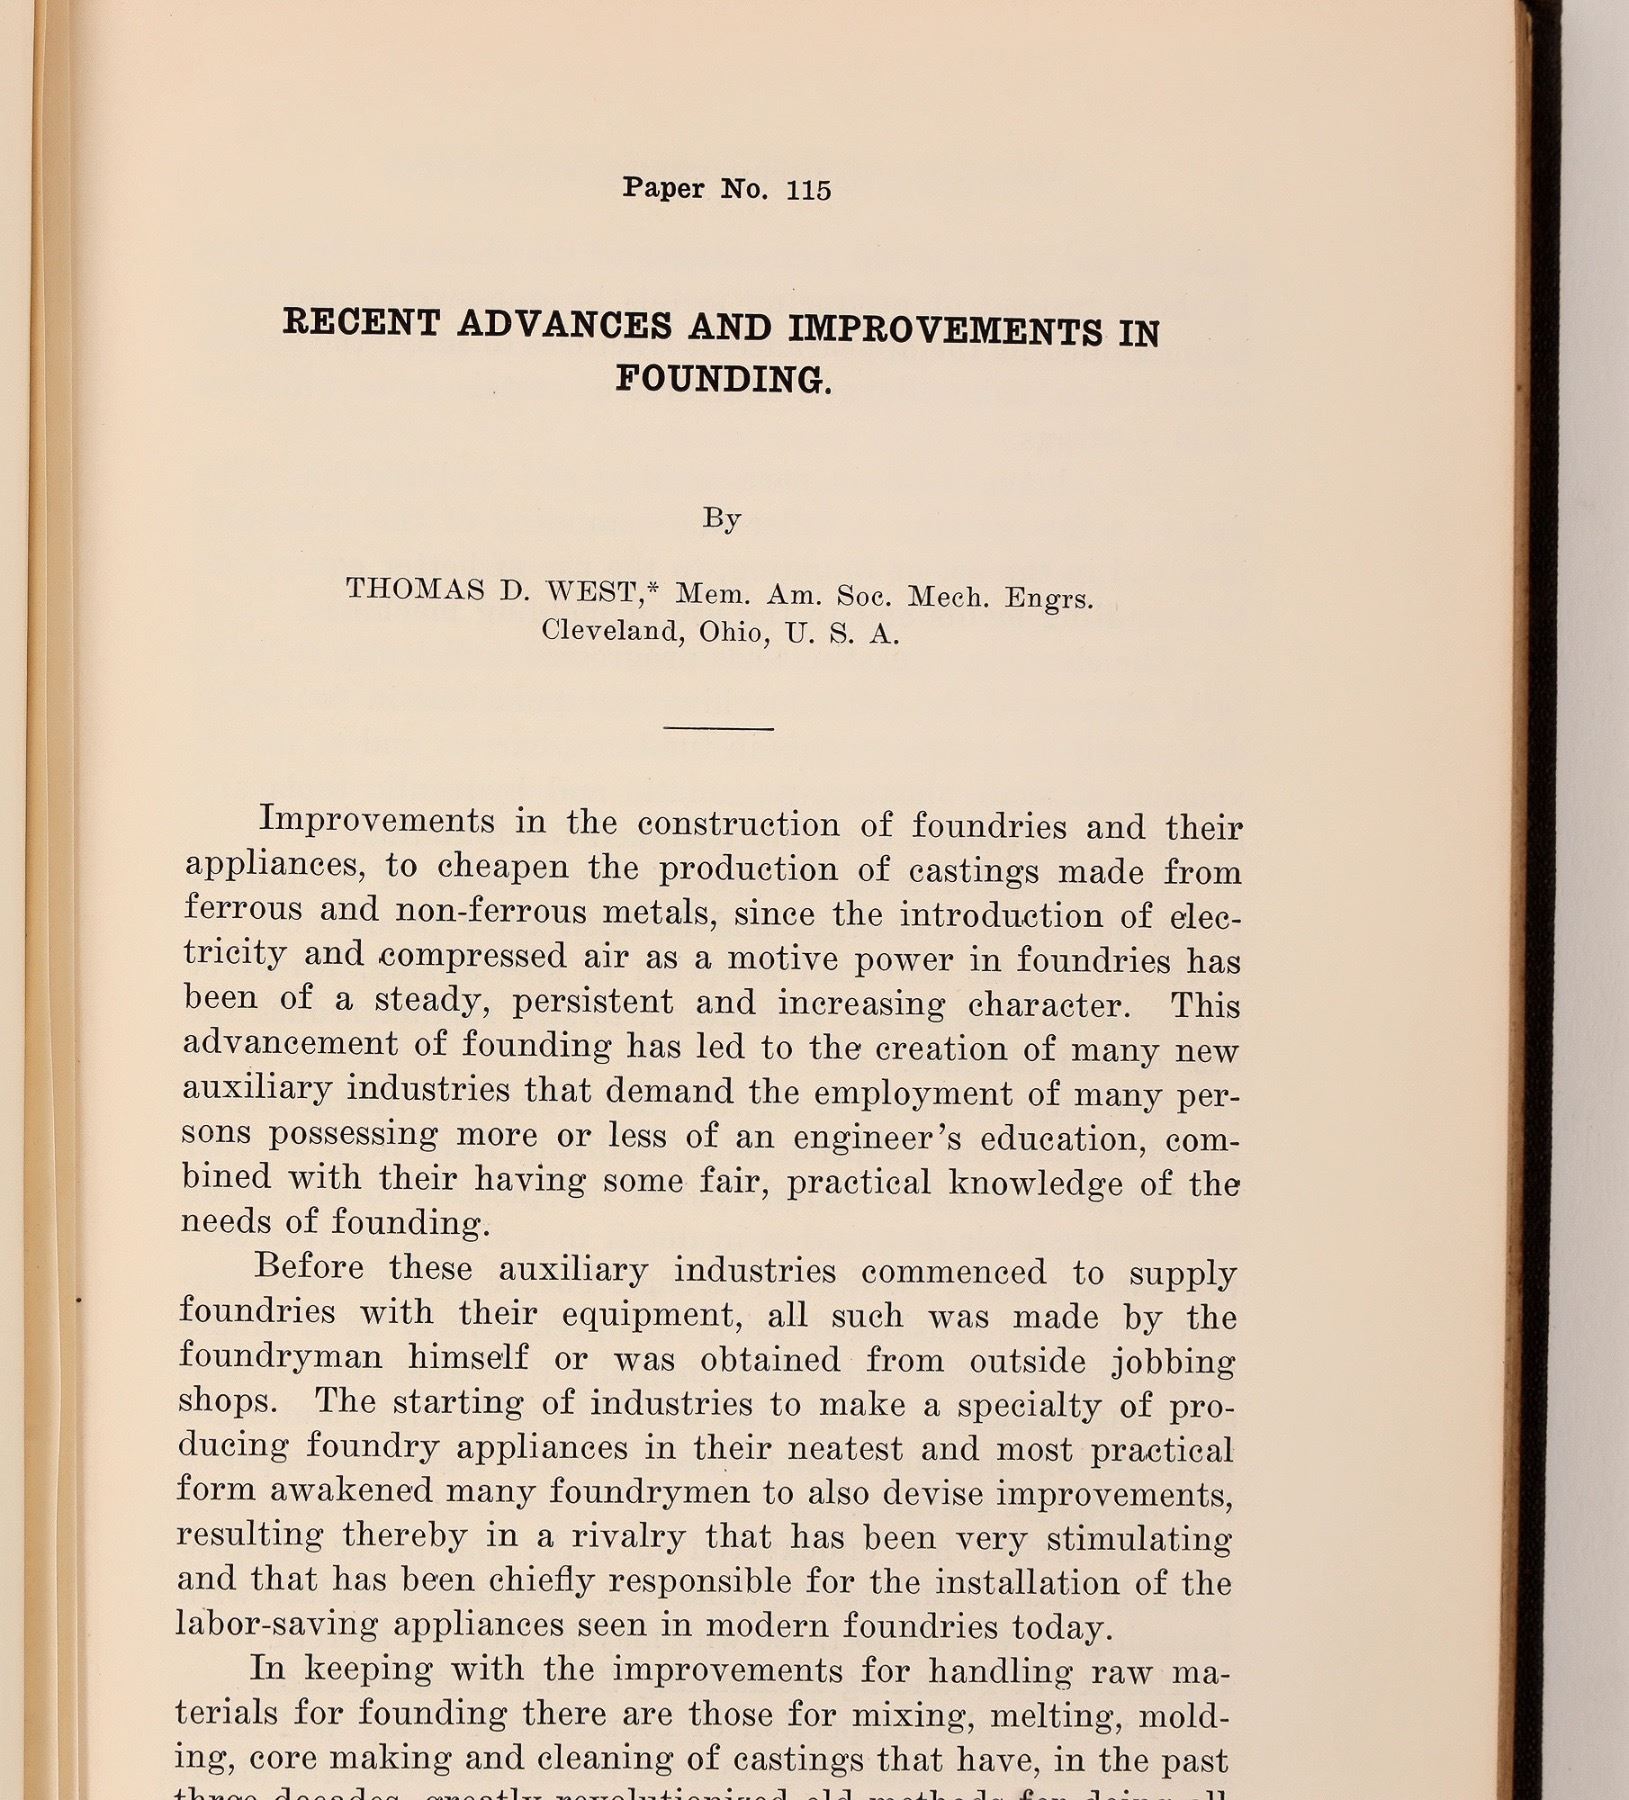 Paper No. 115
RECENT ADVANCES AND IMPROVEMENTS IN
FOUNDING.
By
THOMAS D. WEST,* Mem. Am. Soc. Mech. Engrs.
Cleveland, Ohio, U. S. A.
Improvements in the construction of foundries and their
appliances, to cheapen the production of castings made from
ferrous and non-ferrous metals, since the introduction of elec-
tricity and compressed air as a motive power in foundries has
been of a steady, persistent and increasing character. This
advancement of founding has led to the creation of many new
auxiliary industries that demand the employment of many per-
sons possessing more or less of an engineer's education, com-
bined with their having some fair, practical knowledge of the
needs of founding.
Before these auxiliary industries commenced to supply
foundries with their equipment, all such was made by the
foundryman himself or was obtained from outside jobbing
shops. The starting of industries to make a specialty of pro-
ducing foundry appliances in their neatest and most practical
form awakened many foundrymen to also devise improvements,
resulting thereby in a rivalry that has been very stimulating
and that has been chiefly responsible for the installation of the
labor-saving appliances seen in modern foundries today.
In keeping with the improvements for handling raw ma-
terials for founding there are those for mixing, melting, mold-
ing, core making and cleaning of castings that have, in the past
three decades, greatly revolutionized old methods for doing all